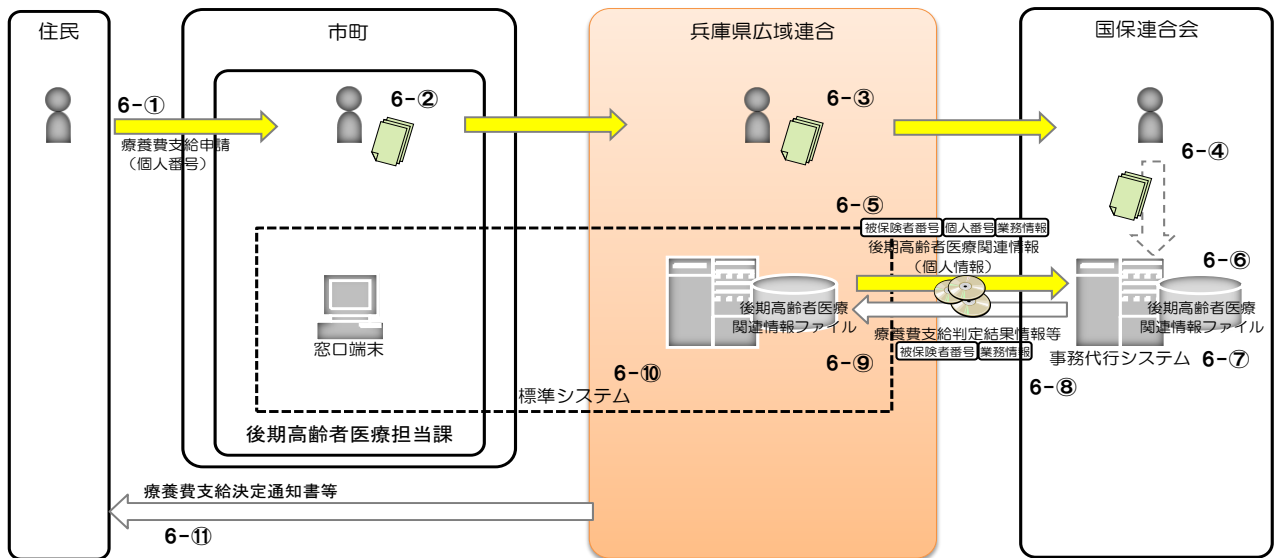 住民
市町
兵庫県広域連合
国保連合会
6-①
6-②
6-③
療養費支給申請
（個人番号）
6-④
6-⑤
被保険者番号 個人番号 業務情報
後期高齢者医療関連情報
（個人情報）
6-⑥
後期高齢者医療
関連情報ファイル
後期高齢者医療
関連情報ファイル
窓口端末
療養費支給判定結果情報等
被保険者番号 業務情報
事務代行システム
6-⑦
6-⑨
6-⑩
6-⑧
標準システム
後期高齢者医療担当課
療養費支給決定通知書等
6-⑪